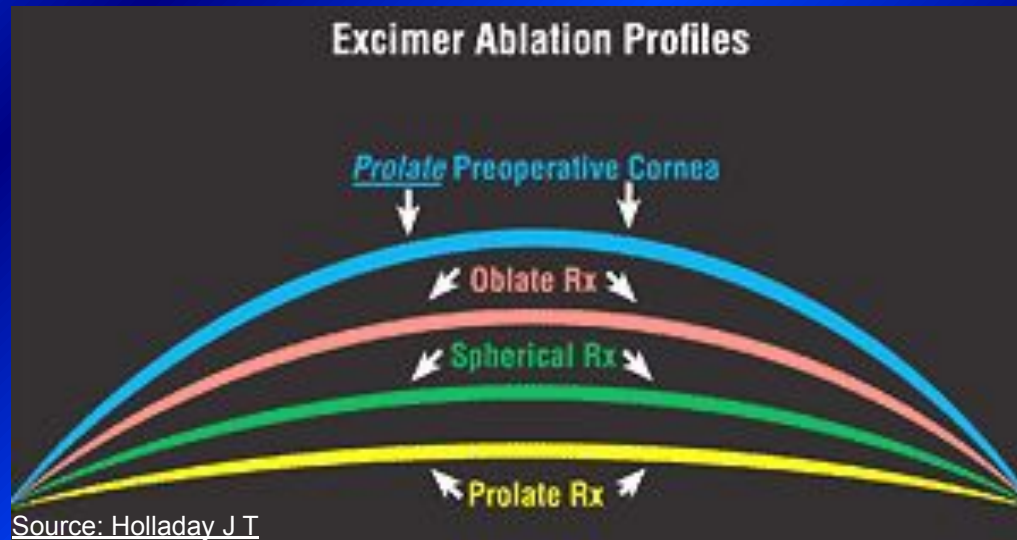 Excimer Ablation Profiles
Prolate Preoperative Cornea
Oblate Rx
Spherical Rx
Prolate Rx
Source: Holladay J T